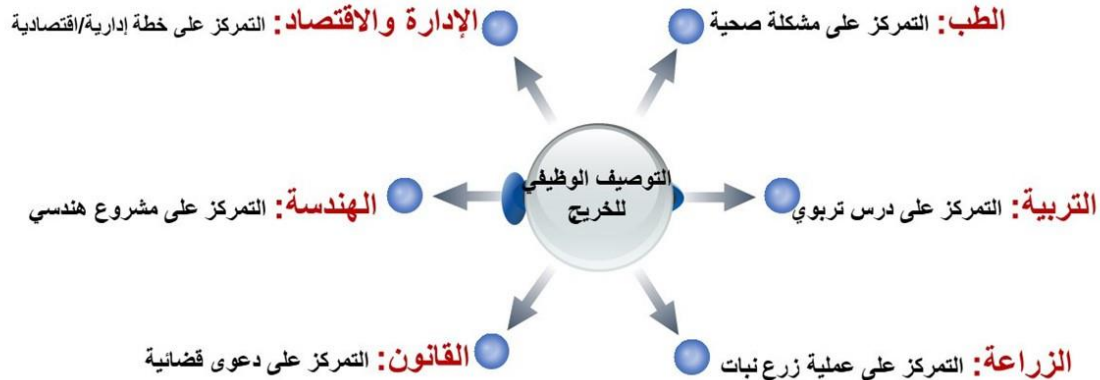 الطب: التمركز على مشكلة صحية
الإدارة والاقتصاد: التمركز على خطة إدارية/اقتصادية
التوصيف الوظيفي
للخريج
التربية: التمركز على درس تربوي
الهندسة: التمركز على مشروع هندسي
الزراعة: التمركز على عملية زرع نبات
القانون: التمركز على دعوى قضائية